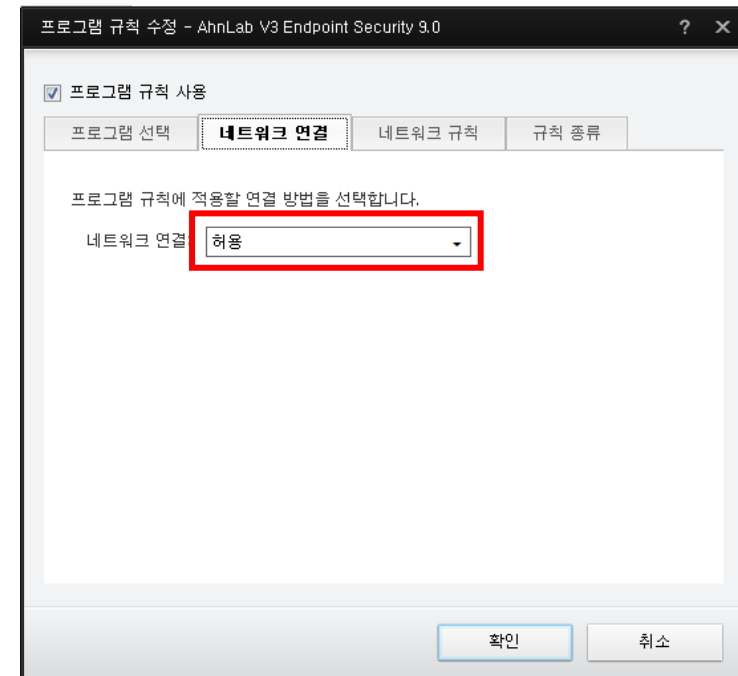 프로그램 규칙 수정 - AhnLab V3 Endpoint Security 9.0 ? X
프로그램 규칙 사용
프로그램 선택 네트워크 연결 네트워크 규칙 규칙 종류
프로그램 규칙에 적용할 연결 방법을 선택합니다.
네트워크 연결: 허용
확인 취소